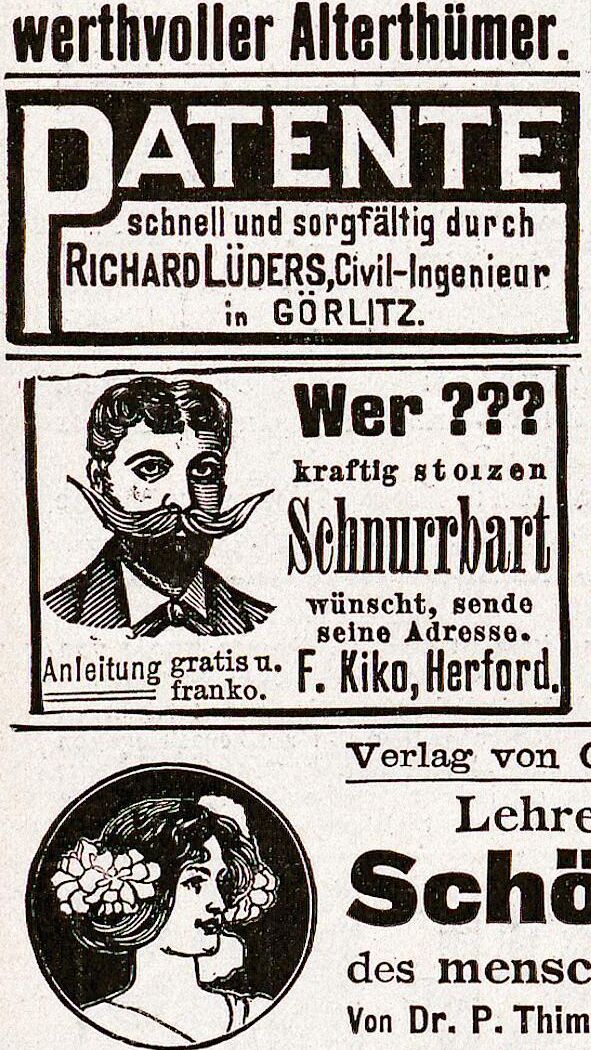 werthvoller Alterthümer.
PATENTE
schnell und sorgfältig durch
RICHARD LÜDERS, Civil-Ingenieur
in GÖRLITZ.
Wer ???
kraftig stolzen
Schnurrbart
wünscht, sende
seine Adresse.
Anleitung gratis u. franko.
F. Kiko, Herford.
Verlag von
Lehre
Schö
des mensc
Von Dr. P. Thim